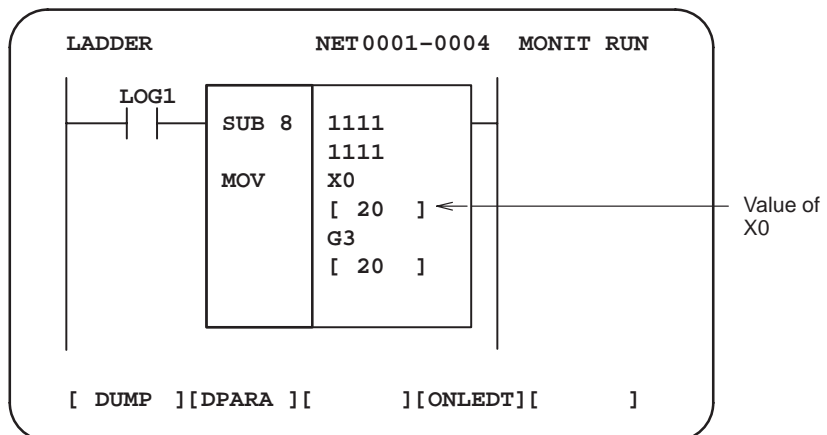 LADDER NET 0001-0004 MONIT RUN
LOG1
SUB 8 1111
1111
MOV X0
[ 20 ]
Value of
X0
G3
[ 20 ]
[ DUMP ][DPARA ][ ][ONLEDT][ ]